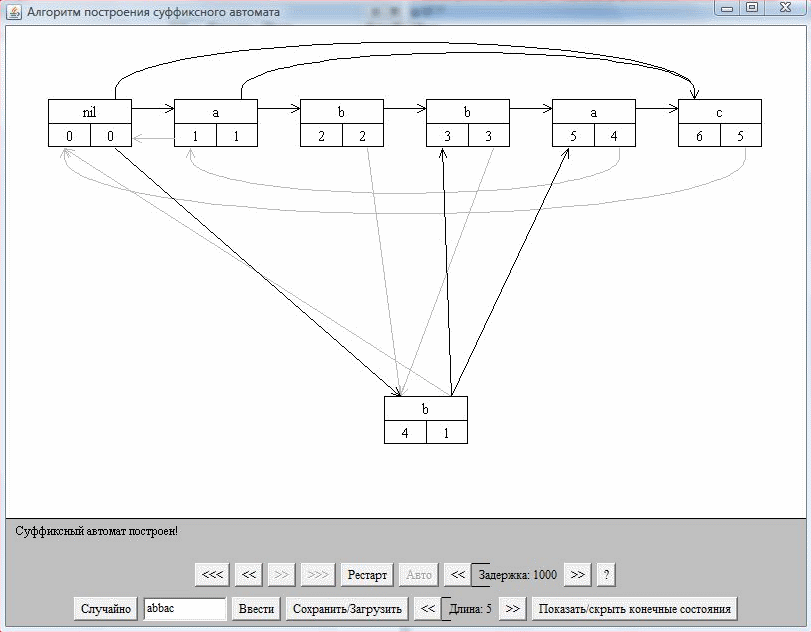 Алгоритм построения суффиксного автомата
nil a b b a c
0 0 1 1 2 2 3 3 5 4 6 5
b
4 1
Суффиксный автомат построен!
<<< << >> >>> Рестарт Авто << Задержка: 1000 >> ?
Случайно abbac Ввести Сохранить/Загрузить << Длина: 5 >> Показать/скрыть конечные состояния